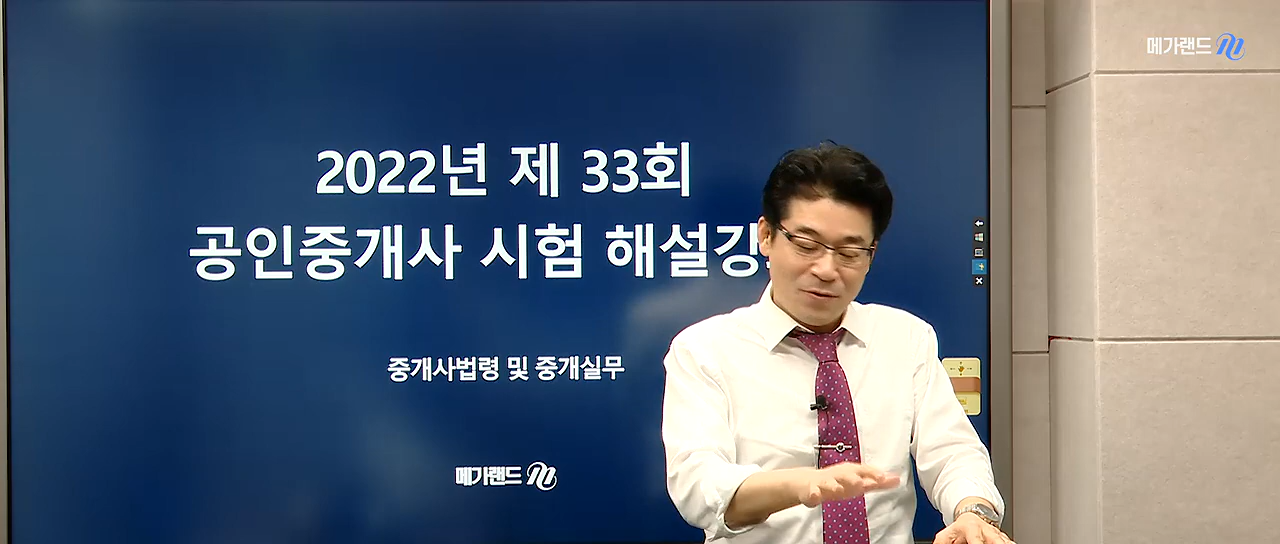 메가랜드
2022년 제 33회
공인중개사 시험 해설강
중개사법령 및 중개실무
메가랜드